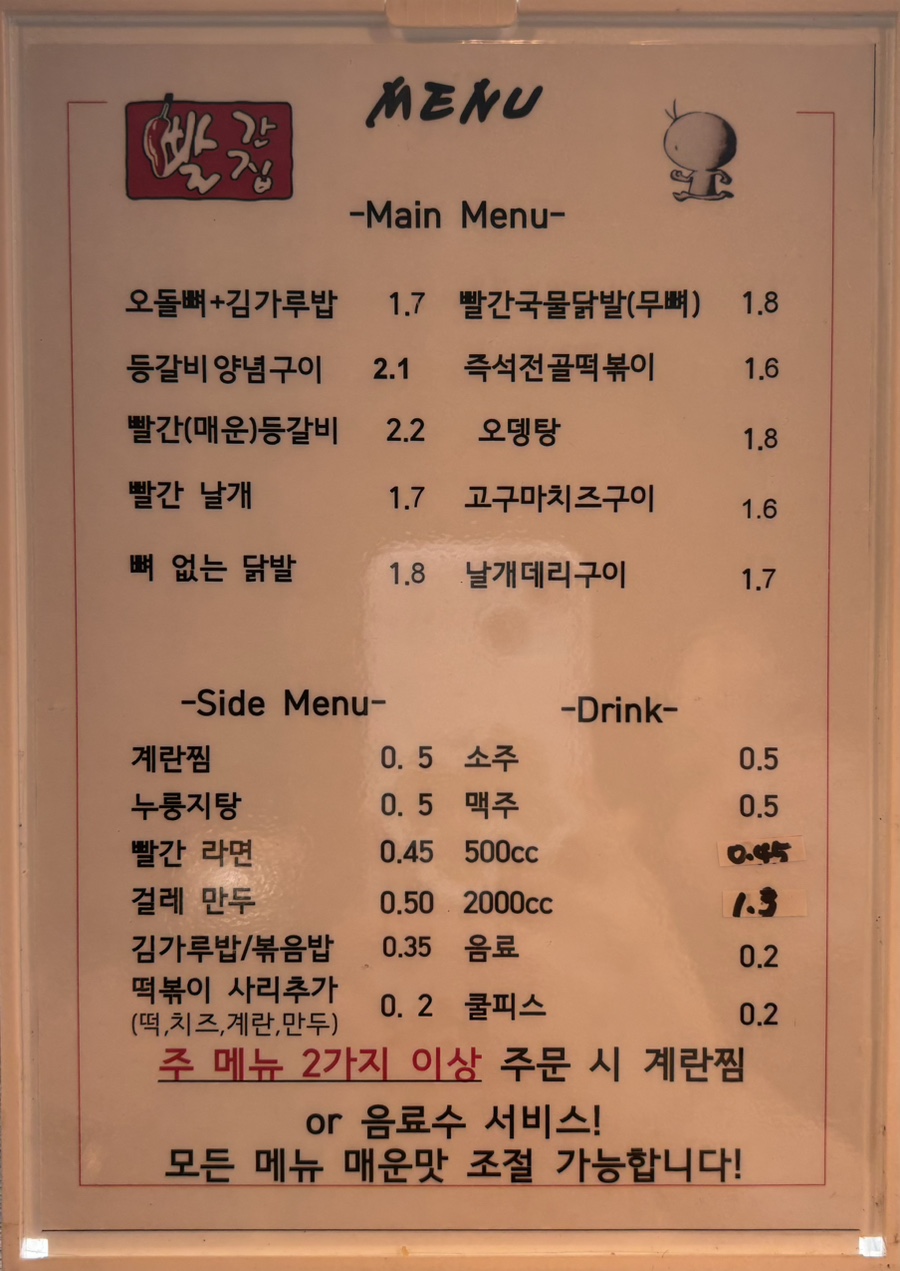 MENU
빨간집
-Main Menu-
오돌뼈+김가루밥 1.7 빨간국물닭발(무뼈) 1.8
등갈비양념구이 2.1 즉석전골떡볶이 1.6
빨간(매운)등갈비 2.2 오뎅탕 1.8
빨간 날개 1.7 고구마치즈구이 1.6
뼈 없는 닭발 1.8 날개데리구이 1.7
-Side Menu- -Drink-
계란찜 0. 5 소주 0.5
누룽지탕 0. 5 맥주 0.5
빨간 라면 0.45 500cc 0.45
걸레 만두 0.50 2000cc 1.3
김가루밥/볶음밥 0.35 음료 0.2
떡볶이 사리추가
(떡,치즈,계란,만두) 0. 2 쿨피스 0.2
주 메뉴 2가지 이상 주문 시 계란찜
or 음료수 서비스!
모든 메뉴 매운맛 조절 가능합니다!